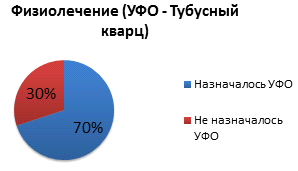 Физиолечение (УФО - Тубусный
кварц)
30%
70%
Назначалось УФО
Не назначалось
УФО